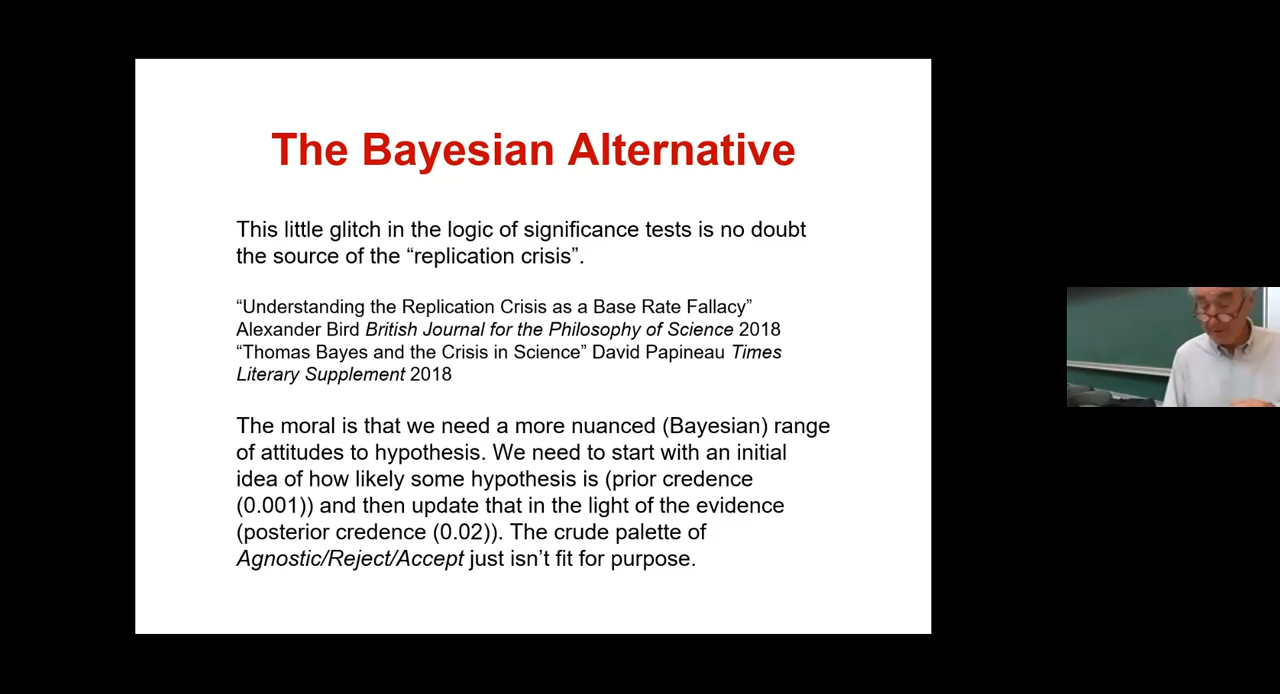 The Bayesian Alternative
This little glitch in the logic of significance tests is no doubt
the source of the “replication crisis”.
“Understanding the Replication Crisis as a Base Rate Fallacy”
Alexander Bird British Journal for the Philosophy of Science 2018
“Thomas Bayes and the Crisis in Science” David Papineau Times
Literary Supplement 2018
The moral is that we need a more nuanced (Bayesian) range
of attitudes to hypothesis. We need to start with an initial
idea of how likely some hypothesis is (prior credence
(0.001)) and then update that in the light of the evidence
(posterior credence (0.02)). The crude palette of
Agnostic/Reject/Accept just isn’t fit for purpose.